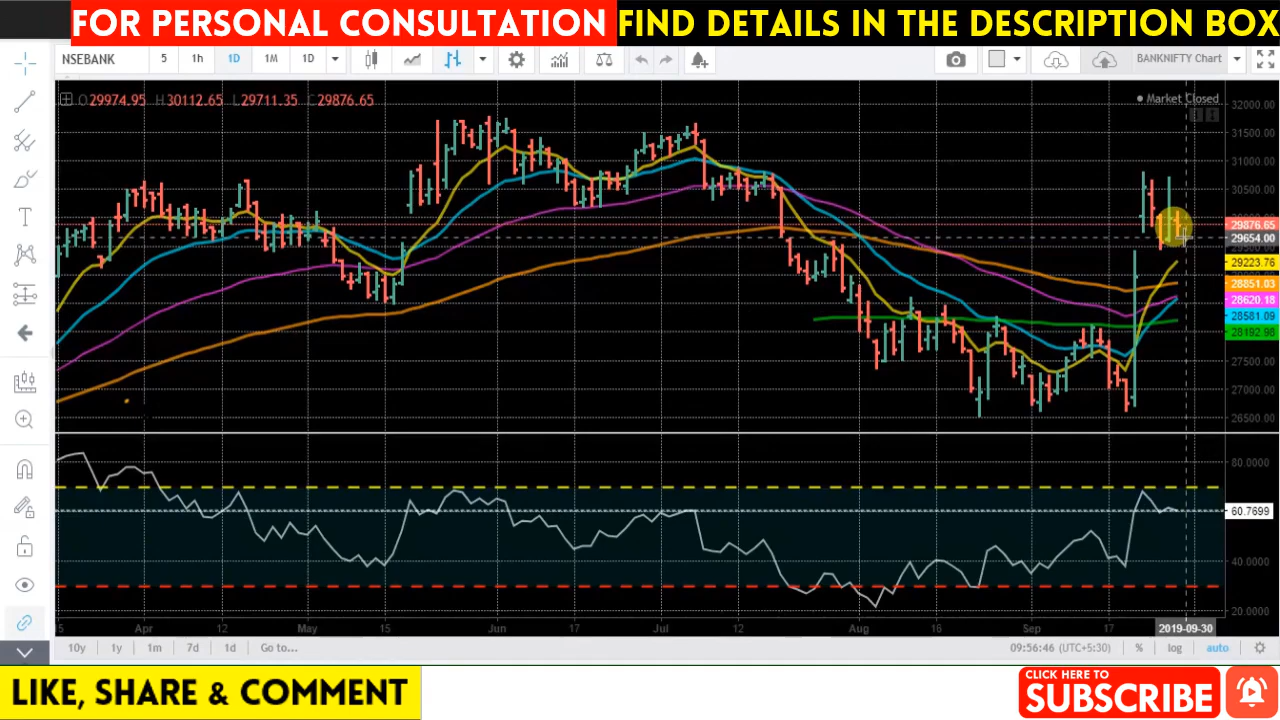 FOR PERSONAL CONSULTATION FIND DETAILS IN THE DESCRIPTION BOX
NSEBANK 5 1h 1D 1M 1D BANKNIFTY Chart
O29974.95 H30112.65 L29711.35 C29876.65
Market Closed
32000.00
31500.00
31000.00
30500.00
29876.65
29654.00
29223.76
28851.03
28620.18
28581.09
28192.98
27500.00
27000.00
26500.00
80.0000
60.7699
40.0000
20.0000
15 Apr 12 May 15 Jun 17 Jul 12 Aug 16 Sep 17 2019-09-30
10y 1y 1m 7d 1d Go to... 09:56:46 (UTC+5:30) % log auto
LIKE, SHARE & COMMENT
CLICK HERE TO
SUBSCRIBE